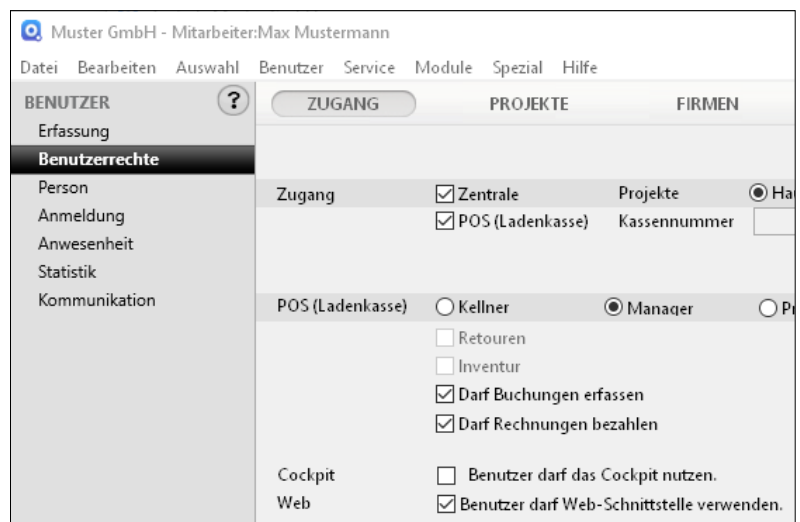 Muster GmbH - Mitarbeiter:Max Mustermann
Datei Bearbeiten Auswahl Benutzer Service Module Spezial Hilfe
BENUTZER ?
Erfassung
Benutzerrechte
Person
Anmeldung
Anwesenheit
Statistik
Kommunikation
ZUGANG PROJEKTE FIRMEN
Zugang Zentrale Projekte
POS (Ladenkasse) Kassennummer
POS (Ladenkasse) Kellner Manager
Retouren
Inventur
Darf Buchungen erfassen
Darf Rechnungen bezahlen
Cockpit Benutzer darf das Cockpit nutzen.
Web Benutzer darf Web-Schnittstelle verwenden.